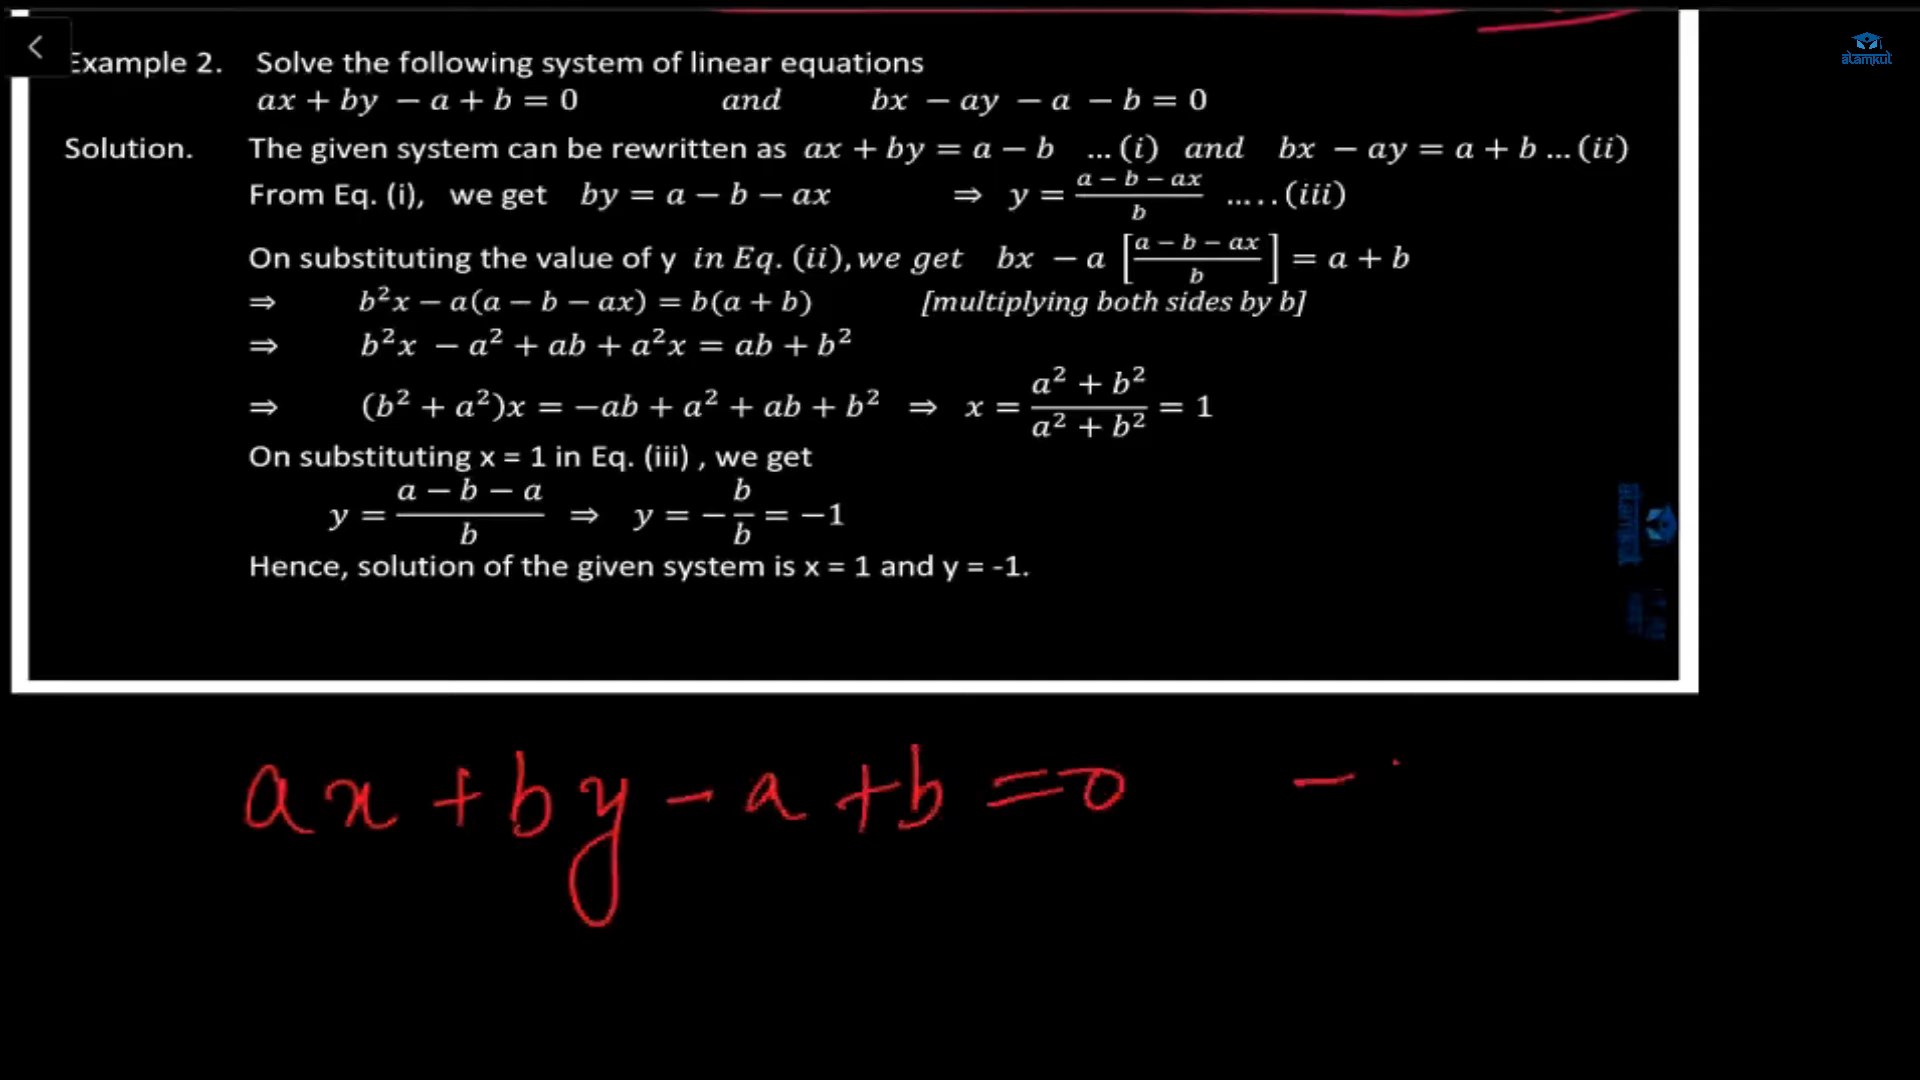 Example 2. Solve the following system of linear equations
ax + by − a + b = 0 and bx − ay − a − b = 0
Solution. The given system can be rewritten as ax + by = a − b ...(i) and bx − ay = a + b ...(ii)
From Eq. (i), we get by = a − b − ax ⇒ y = (a − b − ax)/b .....(iii)
On substituting the value of y in Eq. (ii), we get bx − a [(a − b − ax)/b] = a + b
⇒ b²x − a(a − b − ax) = b(a + b) [multiplying both sides by b]
⇒ b²x − a² + ab + a²x = ab + b²
⇒ (b² + a²)x = −ab + a² + ab + b² ⇒ x = (a² + b²)/(a² + b²) = 1
On substituting x = 1 in Eq. (iii) , we get
y = (a − b − a)/b ⇒ y = −b/b = −1
Hence, solution of the given system is x = 1 and y = -1.
ax + by − a + b = 0 −
alamkut